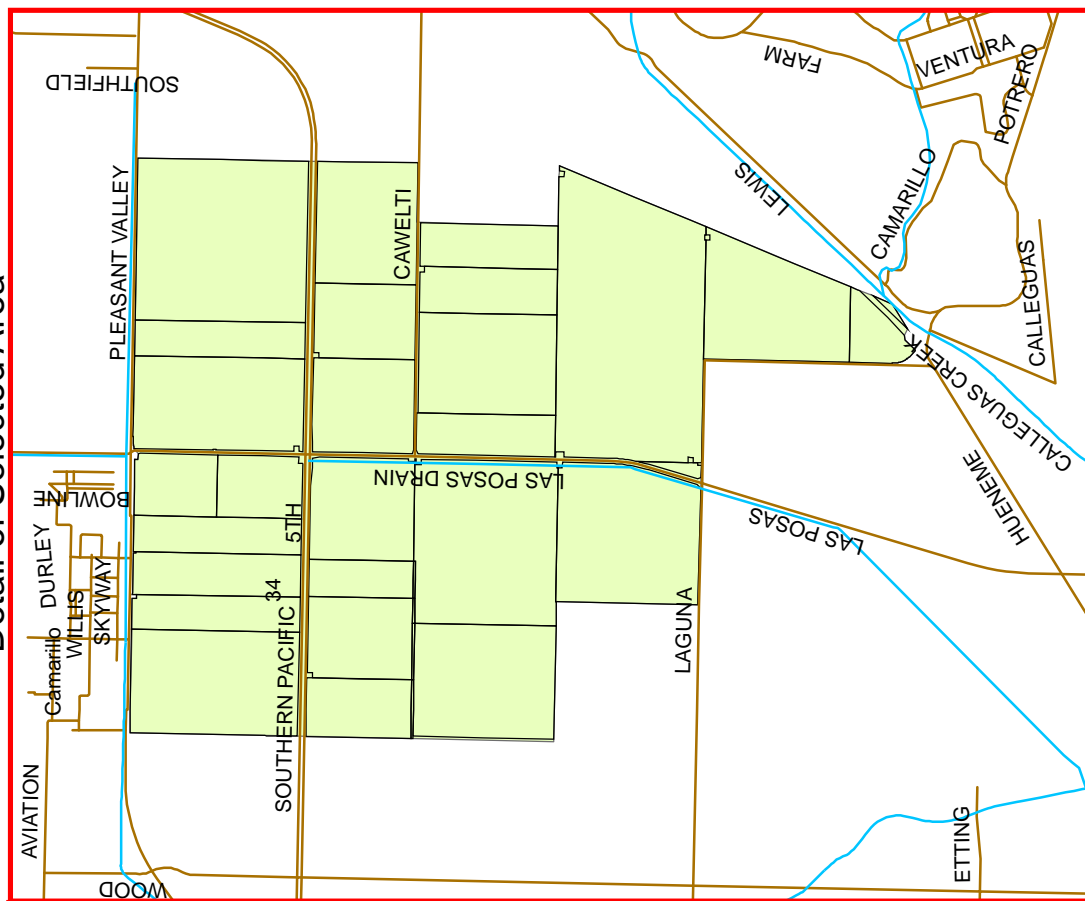 SOUTHFIELD
FARM
VENTURA
POTRERO
PLEASANT VALLEY
CAWELTI
LEWIS
CAMARILLO
CALLEGUAS
CALLEGUAS CREEK
BOWLINE
DURLEY
WILLIS
SKYWAY
Camarillo
5TH
34
SOUTHERN PACIFIC
LAS POSAS DRAIN
LAS POSAS
HUENEME
LAGUNA
AVIATION
WOOD
ETTING